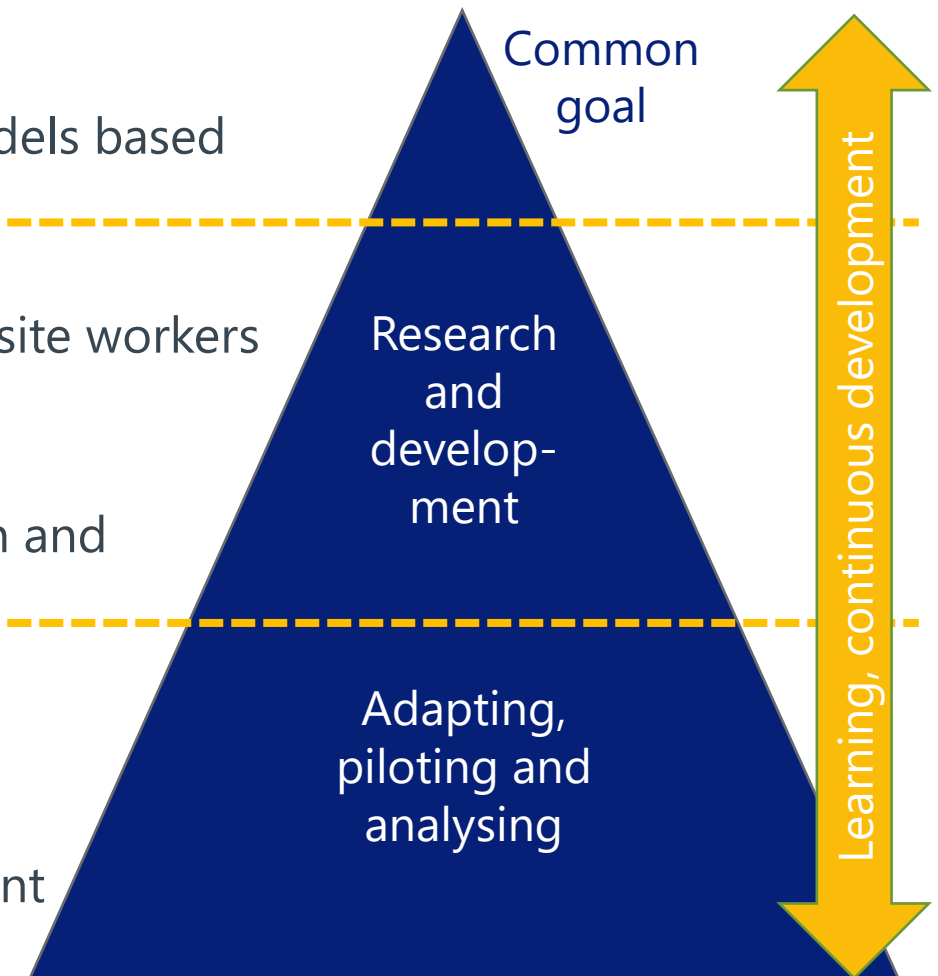 Common
goal
dels based
site workers
Research
and
develop-
ment
n and
Adapting,
piloting and
analysing
nt
Learning, continuous development